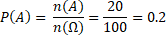 P(A) = n(A)/n(Ω) = 20/100 = 0.2